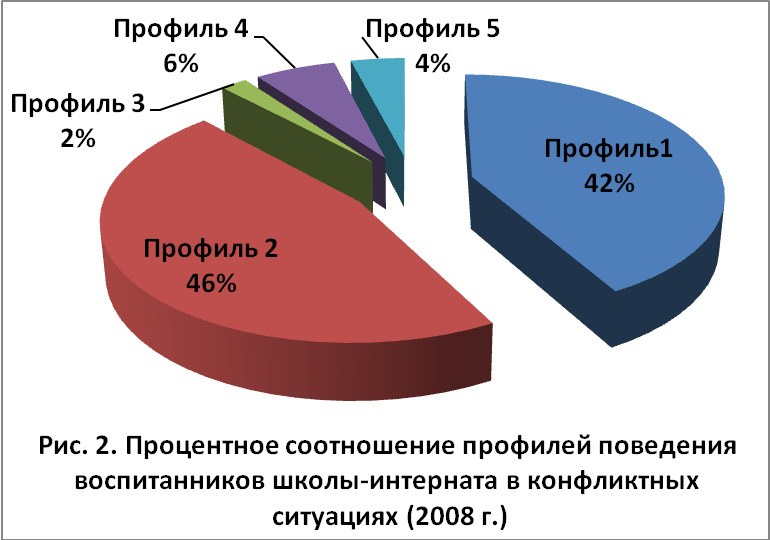 Профиль 4
6%
Профиль 5
4%
Профиль 3
2%
Профиль1
42%
Профиль 2
46%
Рис. 2. Процентное соотношение профилей поведения
воспитанников школы-интерната в конфликтных
ситуациях (2008 г.)